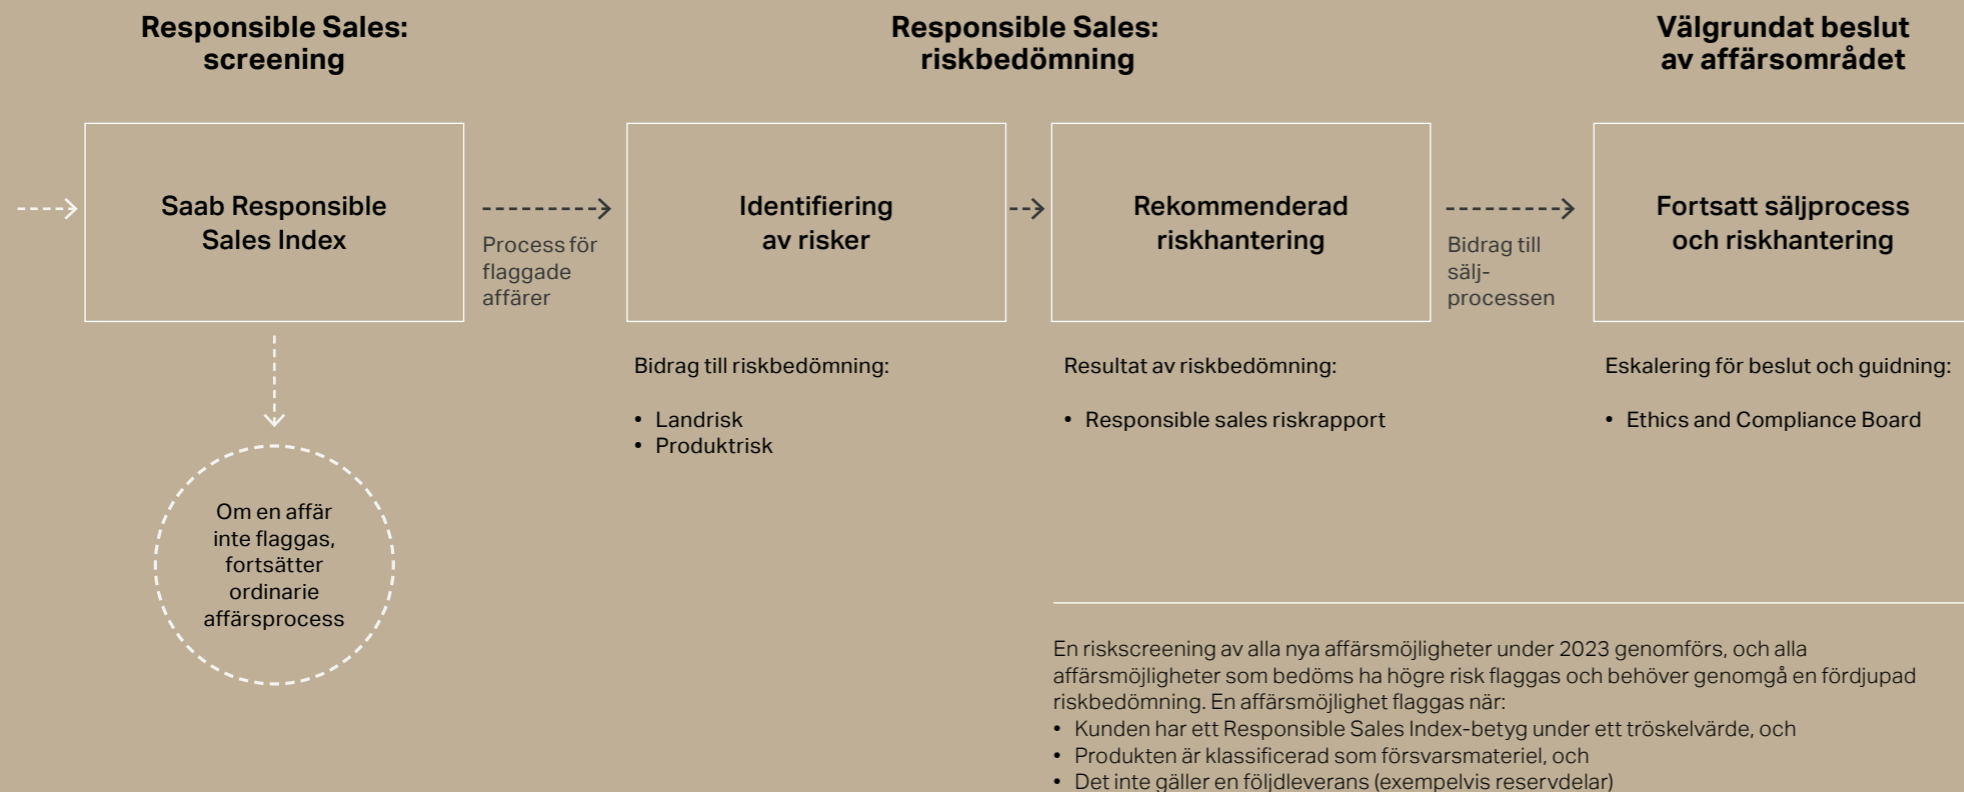 Responsible Sales:
screening
Responsible Sales:
riskbedömning
Välgrundat beslut
av affärsområdet
Saab Responsible
Sales Index
Process för
flaggade
affärer
Identifiering
av risker
Rekommenderad
riskhantering
Bidrag till
sälj-
processen
Fortsatt säljprocess
och riskhantering
Om en affär
inte flaggas,
fortsätter
ordinarie
affärsprocess
Bidrag till riskbedömning:
• Landrisk
• Produktrisk
Resultat av riskbedömning:
• Responsible sales riskrapport
Eskalering för beslut och guidning:
• Ethics and Compliance Board
En riskscreening av alla nya affärsmöjligheter under 2023 genomförs, och alla
affärsmöjligheter som bedöms ha högre risk flaggas och behöver genomgå en fördjupad
riskbedömning. En affärsmöjlighet flaggas när:
• Kunden har ett Responsible Sales Index-betyg under ett tröskelvärde, och
• Produkten är klassificerad som försvarsmateriel, och
• Det inte gäller en följdleverans (exempelvis reservdelar)